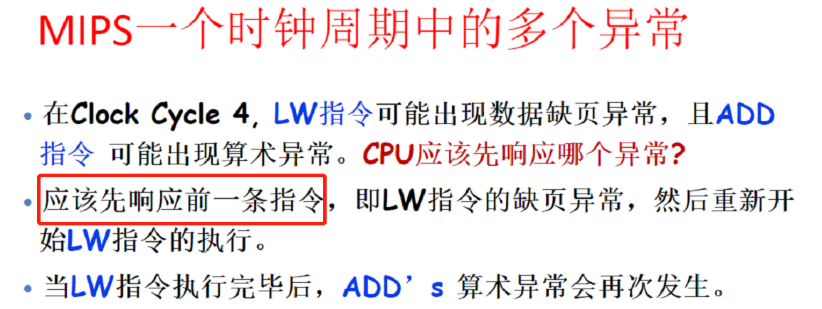 MIPS一个时钟周期中的多个异常
• 在Clock Cycle 4, LW指令可能出现数据缺页异常，且ADD
指令 可能出现算术异常。CPU应该先响应哪个异常?
• 应该先响应前一条指令，即LW指令的缺页异常，然后重新开
始LW指令的执行。
• 当LW指令执行完毕后，ADD’s 算术异常会再次发生。